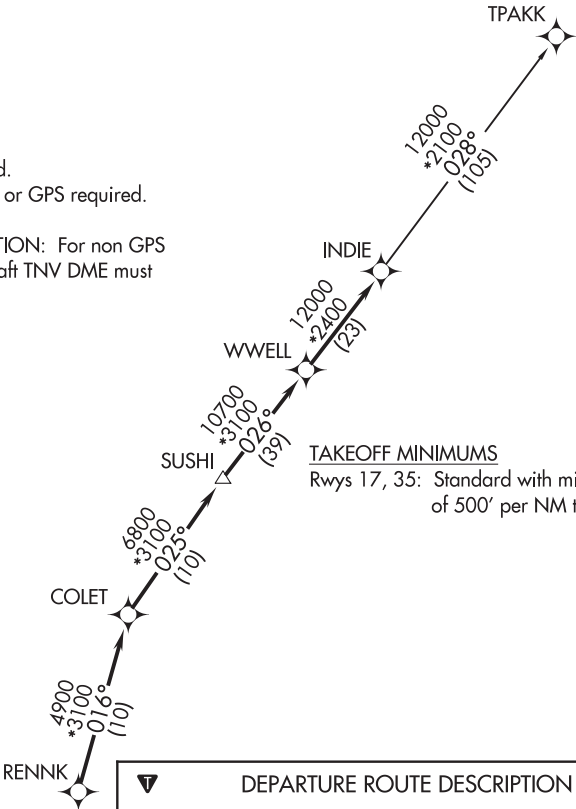 TPAKK
12000
*2100
028°
(105)
d.
or GPS required.
TION: For non GPS
aft TNV DME must
INDIE
12000
*2400
(23)
WWELL
10700
*3100
026°
(39)
TAKEOFF MINIMUMS
Rwys 17, 35: Standard with mi
of 500' per NM t
SUSHI
6800
*3100
025°
(10)
COLET
4900
*3100
016°
(10)
RENNK
T
DEPARTURE ROUTE DESCRIPTION